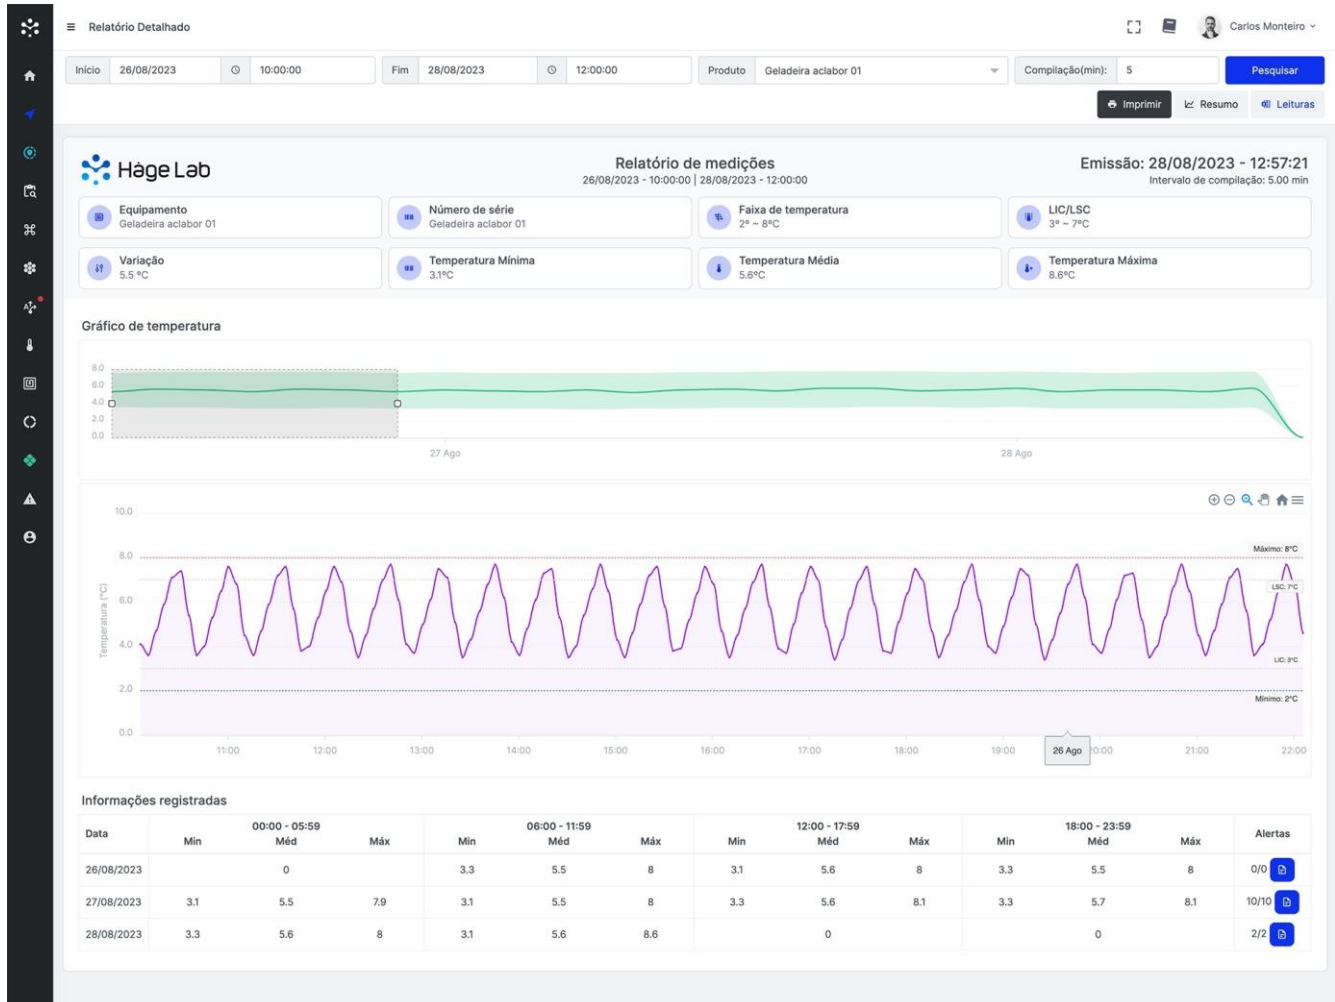 Relatório Detalhado
Carlos Monteiro
Início 26/08/2023 10:00:00 Fim 28/08/2023 12:00:00 Produto Geladeira aclabor 01 Compilação(min): 5 Pesquisar
Imprimir Resumo Leituras
Hàge Lab
Relatório de medições
26/08/2023 - 10:00:00 | 28/08/2023 - 12:00:00
Emissão: 28/08/2023 - 12:57:21
Intervalo de compilação: 5.00 min
Equipamento
Geladeira aclabor 01
Número de série
Geladeira aclabor 01
Faixa de temperatura
2º ~ 8ºC
LIC/LSC
3º ~ 7ºC
Variação
5.5 ºC
Temperatura Mínima
3.1ºC
Temperatura Média
5.6ºC
Temperatura Máxima
8.6ºC
Gráfico de temperatura
8.0
6.0
4.0
2.0
0.0
27 Ago 28 Ago
10.0
8.0
6.0
4.0
2.0
0.0
Temperatura (°C)
Máximo: 8°C
LSC: 7°C
LIC: 3°C
Mínimo: 2°C
11:00 12:00 13:00 14:00 15:00 16:00 17:00 18:00 19:00 20:00 21:00 22:00
26 Ago
Informações registradas
Data 00:00 - 05:59 06:00 - 11:59 12:00 - 17:59 18:00 - 23:59 Alertas
Min Méd Máx Min Méd Máx Min Méd Máx Min Méd Máx
26/08/2023 0 3.3 5.5 8 3.1 5.6 8 3.3 5.5 8 0/0
27/08/2023 3.1 5.5 7.9 3.1 5.5 8 3.3 5.6 8.1 3.3 5.7 8.1 10/10
28/08/2023 3.3 5.6 8 3.1 5.6 8.6 0 0 2/2